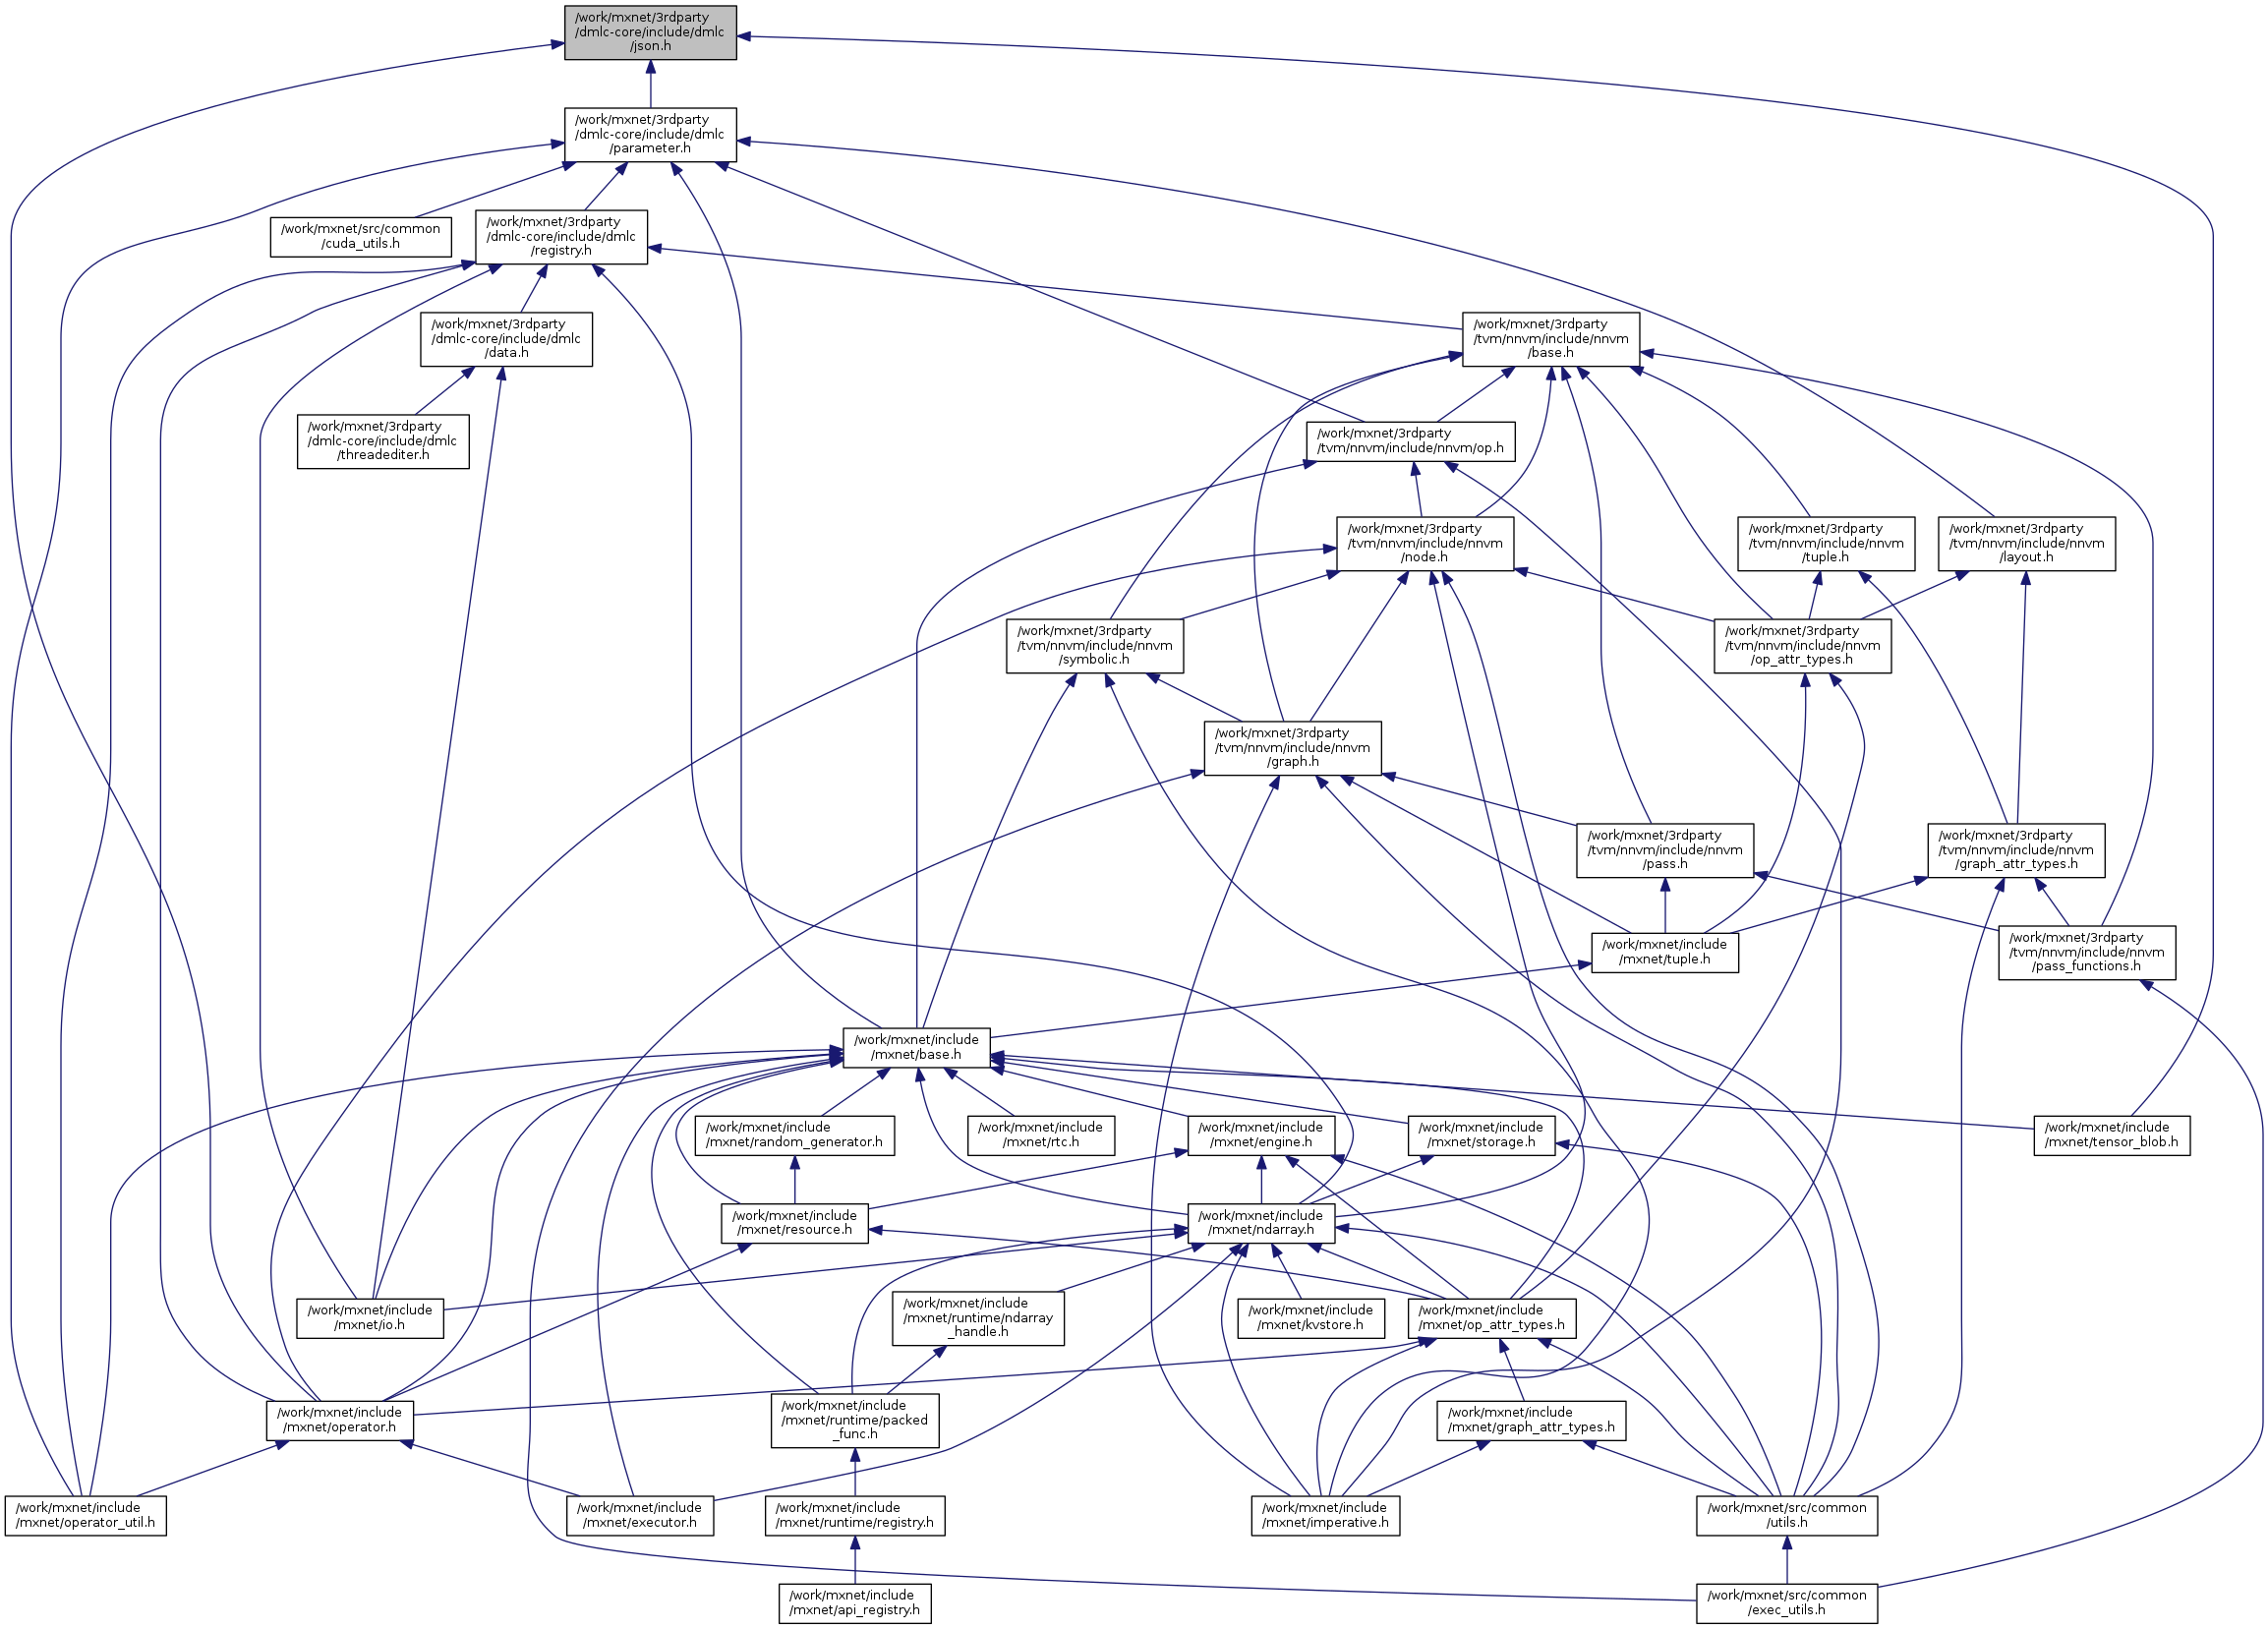 /work/mxnet/3rdparty
/dmlc-core/include/dmlc
/json.h
/work/mxnet/3rdparty
/dmlc-core/include/dmlc
/parameter.h
/work/mxnet/src/common
/cuda_utils.h
/work/mxnet/3rdparty
/dmlc-core/include/dmlc
/registry.h
/work/mxnet/3rdparty
/dmlc-core/include/dmlc
/data.h
/work/mxnet/3rdparty
/tvm/nnvm/include/nnvm
/base.h
/work/mxnet/3rdparty
/dmlc-core/include/dmlc
/threadediter.h
/work/mxnet/3rdparty
/tvm/nnvm/include/nnvm/op.h
/work/mxnet/3rdparty
/tvm/nnvm/include/nnvm
/node.h
/work/mxnet/3rdparty
/tvm/nnvm/include/nnvm
/tuple.h
/work/mxnet/3rdparty
/tvm/nnvm/include/nnvm
/layout.h
/work/mxnet/3rdparty
/tvm/nnvm/include/nnvm
/symbolic.h
/work/mxnet/3rdparty
/tvm/nnvm/include/nnvm
/op_attr_types.h
/work/mxnet/3rdparty
/tvm/nnvm/include/nnvm
/graph.h
/work/mxnet/3rdparty
/tvm/nnvm/include/nnvm
/pass.h
/work/mxnet/3rdparty
/tvm/nnvm/include/nnvm
/graph_attr_types.h
/work/mxnet/include
/mxnet/tuple.h
/work/mxnet/3rdparty
/tvm/nnvm/include/nnvm
/pass_functions.h
/work/mxnet/include
/mxnet/base.h
/work/mxnet/include
/mxnet/random_generator.h
/work/mxnet/include
/mxnet/rtc.h
/work/mxnet/include
/mxnet/engine.h
/work/mxnet/include
/mxnet/storage.h
/work/mxnet/include
/mxnet/tensor_blob.h
/work/mxnet/include
/mxnet/resource.h
/work/mxnet/include
/mxnet/ndarray.h
/work/mxnet/include
/mxnet/io.h
/work/mxnet/include
/mxnet/runtime/ndarray
_handle.h
/work/mxnet/include
/mxnet/kvstore.h
/work/mxnet/include
/mxnet/op_attr_types.h
/work/mxnet/include
/mxnet/operator.h
/work/mxnet/include
/mxnet/runtime/packed
_func.h
/work/mxnet/include
/mxnet/graph_attr_types.h
/work/mxnet/include
/mxnet/operator_util.h
/work/mxnet/include
/mxnet/executor.h
/work/mxnet/include
/mxnet/runtime/registry.h
/work/mxnet/include
/mxnet/imperative.h
/work/mxnet/src/common
/utils.h
/work/mxnet/include
/mxnet/api_registry.h
/work/mxnet/src/common
/exec_utils.h